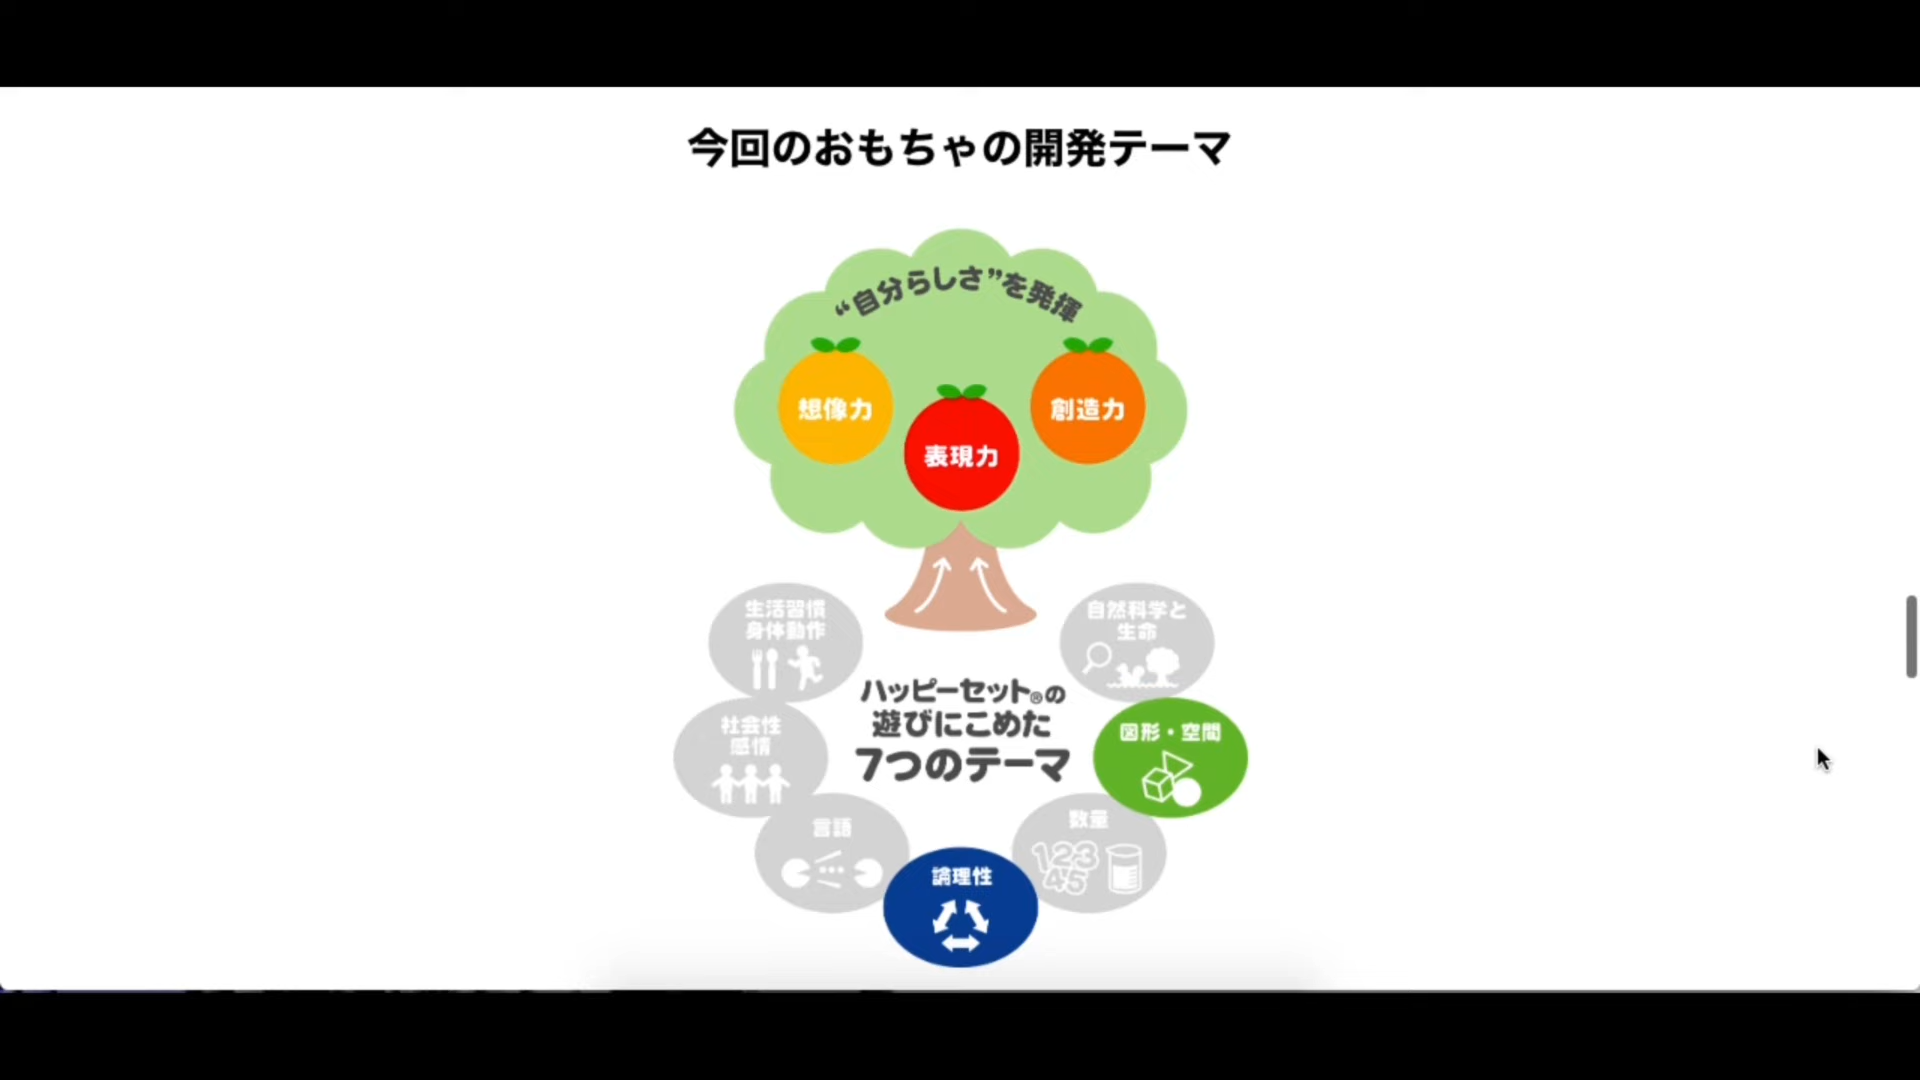 今回のおもちゃの開発テーマ
“自分らしさ”を発揮
想像力
創造力
表現力
生活習慣
身体動作
自然科学と
生命
ハッピーセット®の
遊びにこめた
7つのテーマ
社会性
感情
図形・空間
言語
数量
123
45
論理性